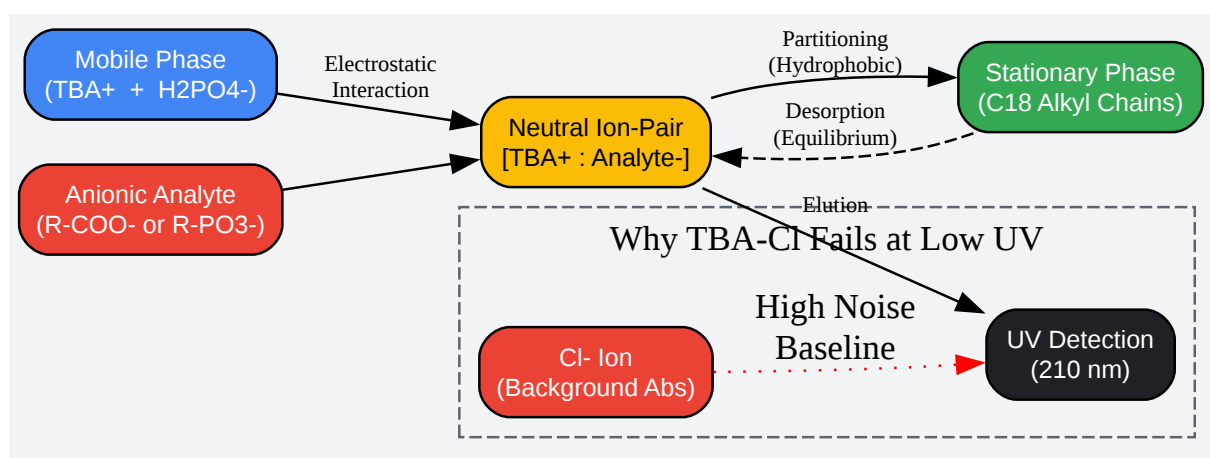 Mobile Phase
(TBA+  +  H2PO4-)
Electrostatic
Interaction
Anionic Analyte
(R-COO- or R-PO3-)
Neutral Ion-Pair
[TBA+ : Analyte-]
Partitioning
(Hydrophobic)
Desorption
(Equilibrium)
Stationary Phase
(C18 Alkyl Chains)
Elution
Why TBA-Cl Fails at Low UV
High Noise
Baseline
Cl- Ion
(Background Abs)
UV Detection
(210 nm)